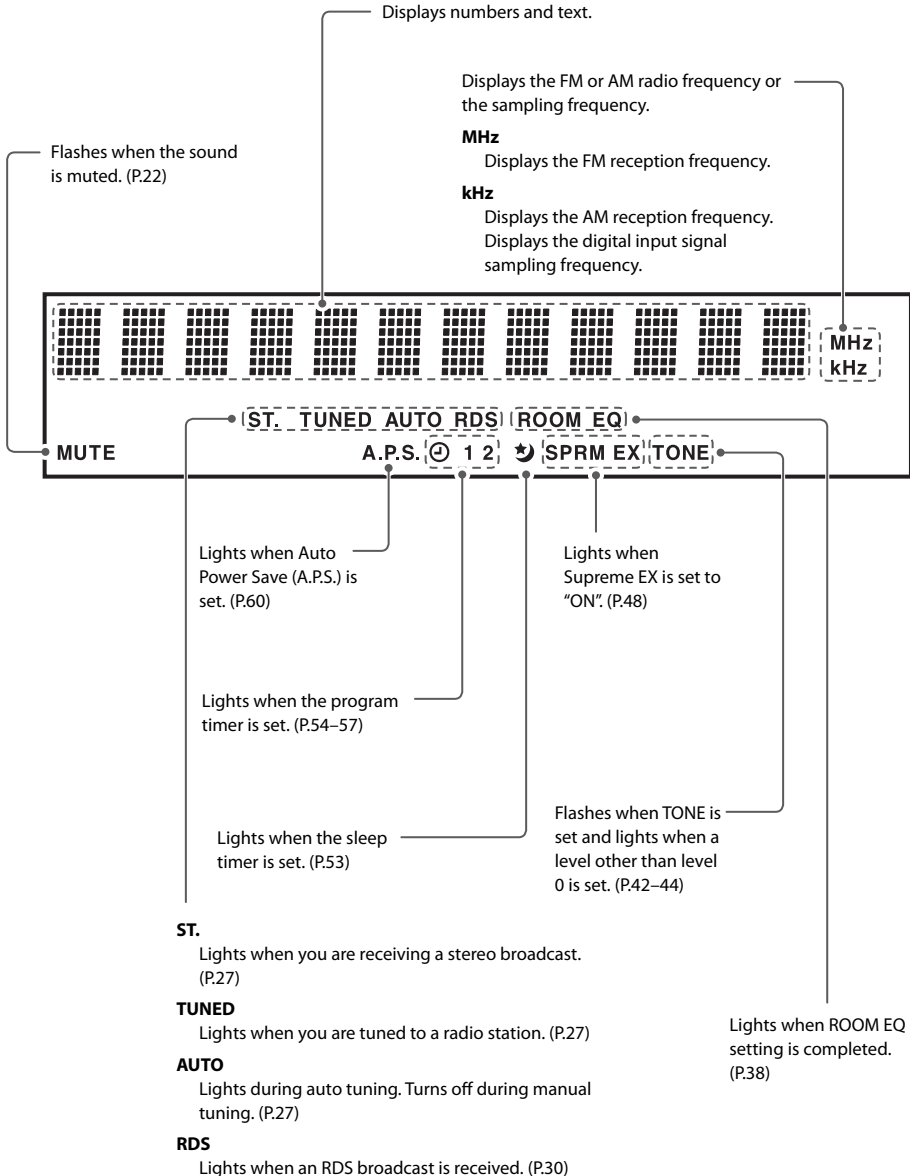 Displays numbers and text.
Displays the FM or AM radio frequency or
the sampling frequency.
MHz
Displays the FM reception frequency.
kHz
Displays the AM reception frequency.
Displays the digital input signal
sampling frequency.
Flashes when the sound
is muted. (P.22)
MHz
kHz
ST. TUNED AUTO RDS ROOM EQ
MUTE A.P.S. 1 2 SPRM EX TONE
Lights when Auto
Power Save (A.P.S.) is
set. (P.60)
Lights when
Supreme EX is set to
“ON”. (P.48)
Lights when the program
timer is set. (P.54–57)
Lights when the sleep
timer is set. (P.53)
Flashes when TONE is
set and lights when a
level other than level
0 is set. (P.42–44)
ST.
Lights when you are receiving a stereo broadcast.
(P.27)
TUNED
Lights when you are tuned to a radio station. (P.27)
AUTO
Lights during auto tuning. Turns off during manual
tuning. (P.27)
RDS
Lights when an RDS broadcast is received. (P.30)
Lights when ROOM EQ
setting is completed.
(P.38)